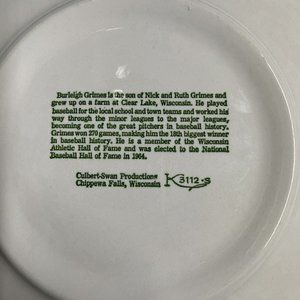 Burleigh Grimes is the son of Nick and Ruth Grimes and
grew up on a farm at Clear Lake, Wisconsin. He played
baseball for the local school and town teams and worked his
way through the minor leagues to the major leagues,
becoming one of the great pitchers in baseball history.
Grimes won 270 games, making him the 18th biggest winner
in baseball history. He is a member of the Wisconsin
Athletic Hall of Fame and was elected to the National
Baseball Hall of Fame in 1964.
Culbert-Swan Productions
Chippewa Falls, Wisconsin
K 3112-S